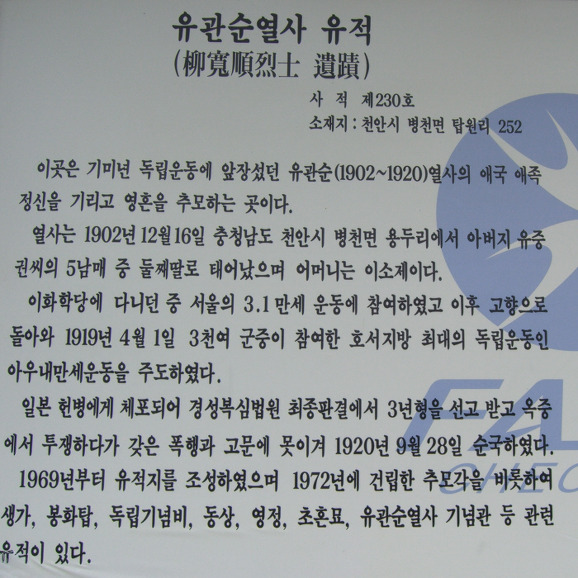 유관순열사 유적
(柳寬順烈士 遺蹟)
사 적 제230호
소재지 : 천안시 병천면 탑원리 252
이곳은 기미년 독립운동에 앞장섰던 유관순(1902~1920)열사의 애국 애족
정신을 기리고 영혼을 추모하는 곳이다.
열사는 1902년 12월 16일 충청남도 천안시 병천면 용두리에서 아버지 유중
권씨의 5남매 중 둘째딸로 태어났으며 어머니는 이소제이다.
이화학당에 다니던 중 서울의 3.1 만세 운동에 참여하였고 이후 고향으로
돌아와 1919년 4월 1일 3천여 군중이 참여한 호서지방 최대의 독립운동인
아우내만세운동을 주도하였다.
일본 헌병에게 체포되어 경성복심법원 최종판결에서 3년형을 선고 받고 옥중
에서 투쟁하다가 갖은 폭행과 고문에 못이겨 1920년 9월 28일 순국하였다.
1969년부터 유적지를 조성하였으며 1972년에 건립한 추모각을 비롯하여
생가, 봉화탑, 독립기념비, 동상, 영정, 초혼묘, 유관순열사 기념관 등 관련
유적이 있다.